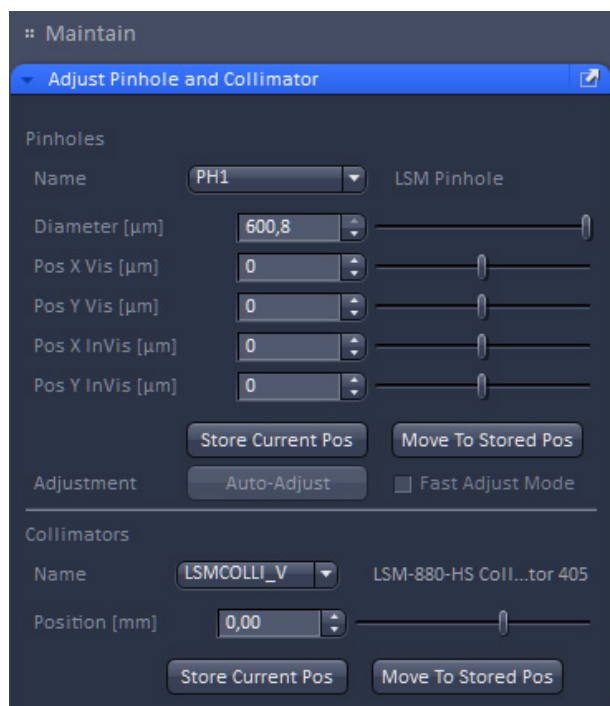 Maintain
Adjust Pinhole and Collimator
Pinholes
Name PH1 LSM Pinhole
Diameter [µm] 600,8
Pos X Vis [µm] 0
Pos Y Vis [µm] 0
Pos X InVis [µm] 0
Pos Y InVis [µm] 0
Store Current Pos Move To Stored Pos
Adjustment Auto-Adjust Fast Adjust Mode
Collimators
Name LSMCOLLI_V LSM-880-HS Coll...tor 405
Position [mm] 0,00
Store Current Pos Move To Stored Pos